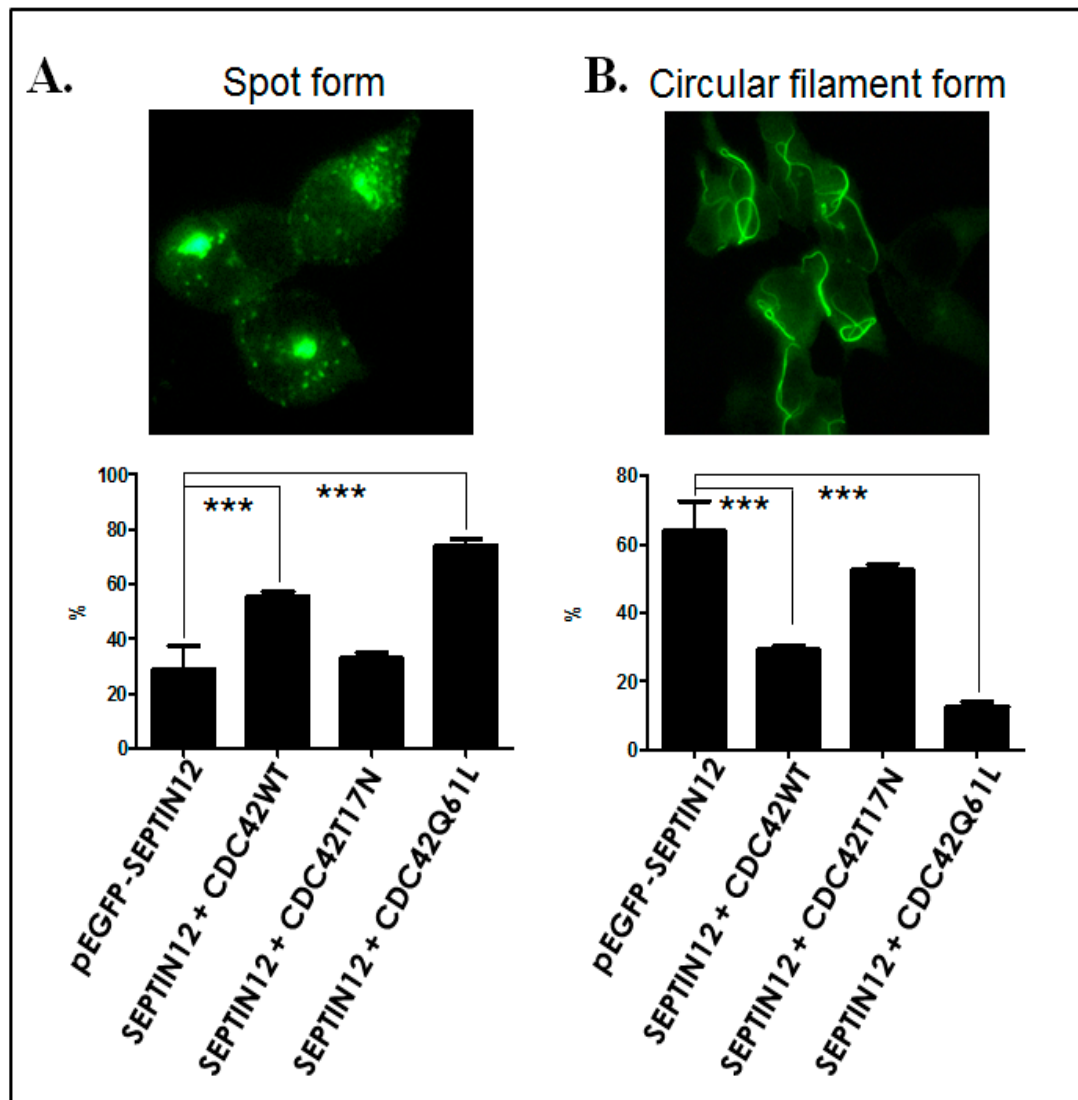 A.
Spot form
100
80
60
40
20
0
%
***
***
pEGFP-SEPTIN12
SEPTIN12 + CDC42WT
SEPTIN12 + CDC42T17N
SEPTIN12 + CDC42Q61L
B.
Circular filament form
80
60
40
20
0
%
***
***
pEGFP-SEPTIN12
SEPTIN12 + CDC42WT
SEPTIN12 + CDC42T17N
SEPTIN12 + CDC42Q61L